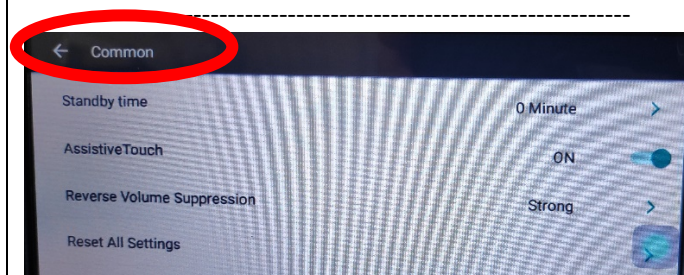 Common
Standby time 0 Minute
AssistiveTouch ON
Reverse Volume Suppression Strong
Reset All Settings